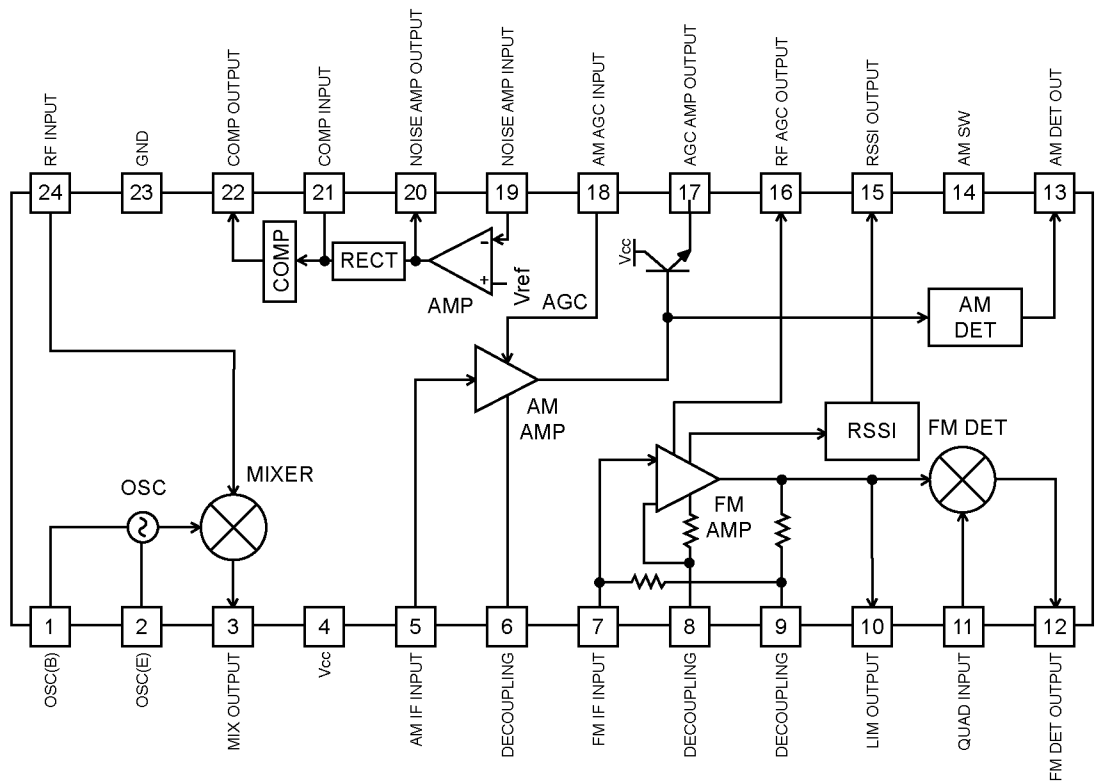 RF INPUT
GND
COMP OUTPUT
COMP INPUT
NOISE AMP OUTPUT
NOISE AMP INPUT
AM AGC INPUT
AGC AMP OUTPUT
RF AGC OUTPUT
RSSI OUTPUT
AM SW
AM DET OUT
24
23
22
21
20
19
18
17
16
15
14
13
COMP
RECT
-
+
AMP
Vref
Vcc
AGC
AM
DET
AM
AMP
RSSI
FM DET
OSC
MIXER
FM
AMP
1
2
3
4
5
6
7
8
9
10
11
12
OSC(B)
OSC(E)
MIX OUTPUT
Vcc
AM IF INPUT
DECOUPLING
FM IF INPUT
DECOUPLING
DECOUPLING
LIM OUTPUT
QUAD INPUT
FM DET OUTPUT